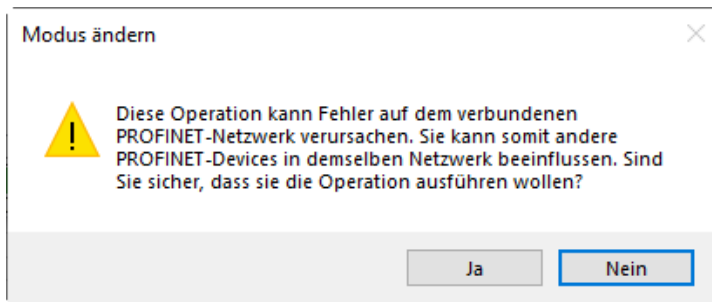 Modus ändern
Diese Operation kann Fehler auf dem verbundenen
PROFINET-Netzwerk verursachen. Sie kann somit andere
PROFINET-Devices in demselben Netzwerk beeinflussen. Sind
Sie sicher, dass sie die Operation ausführen wollen?
Ja
Nein